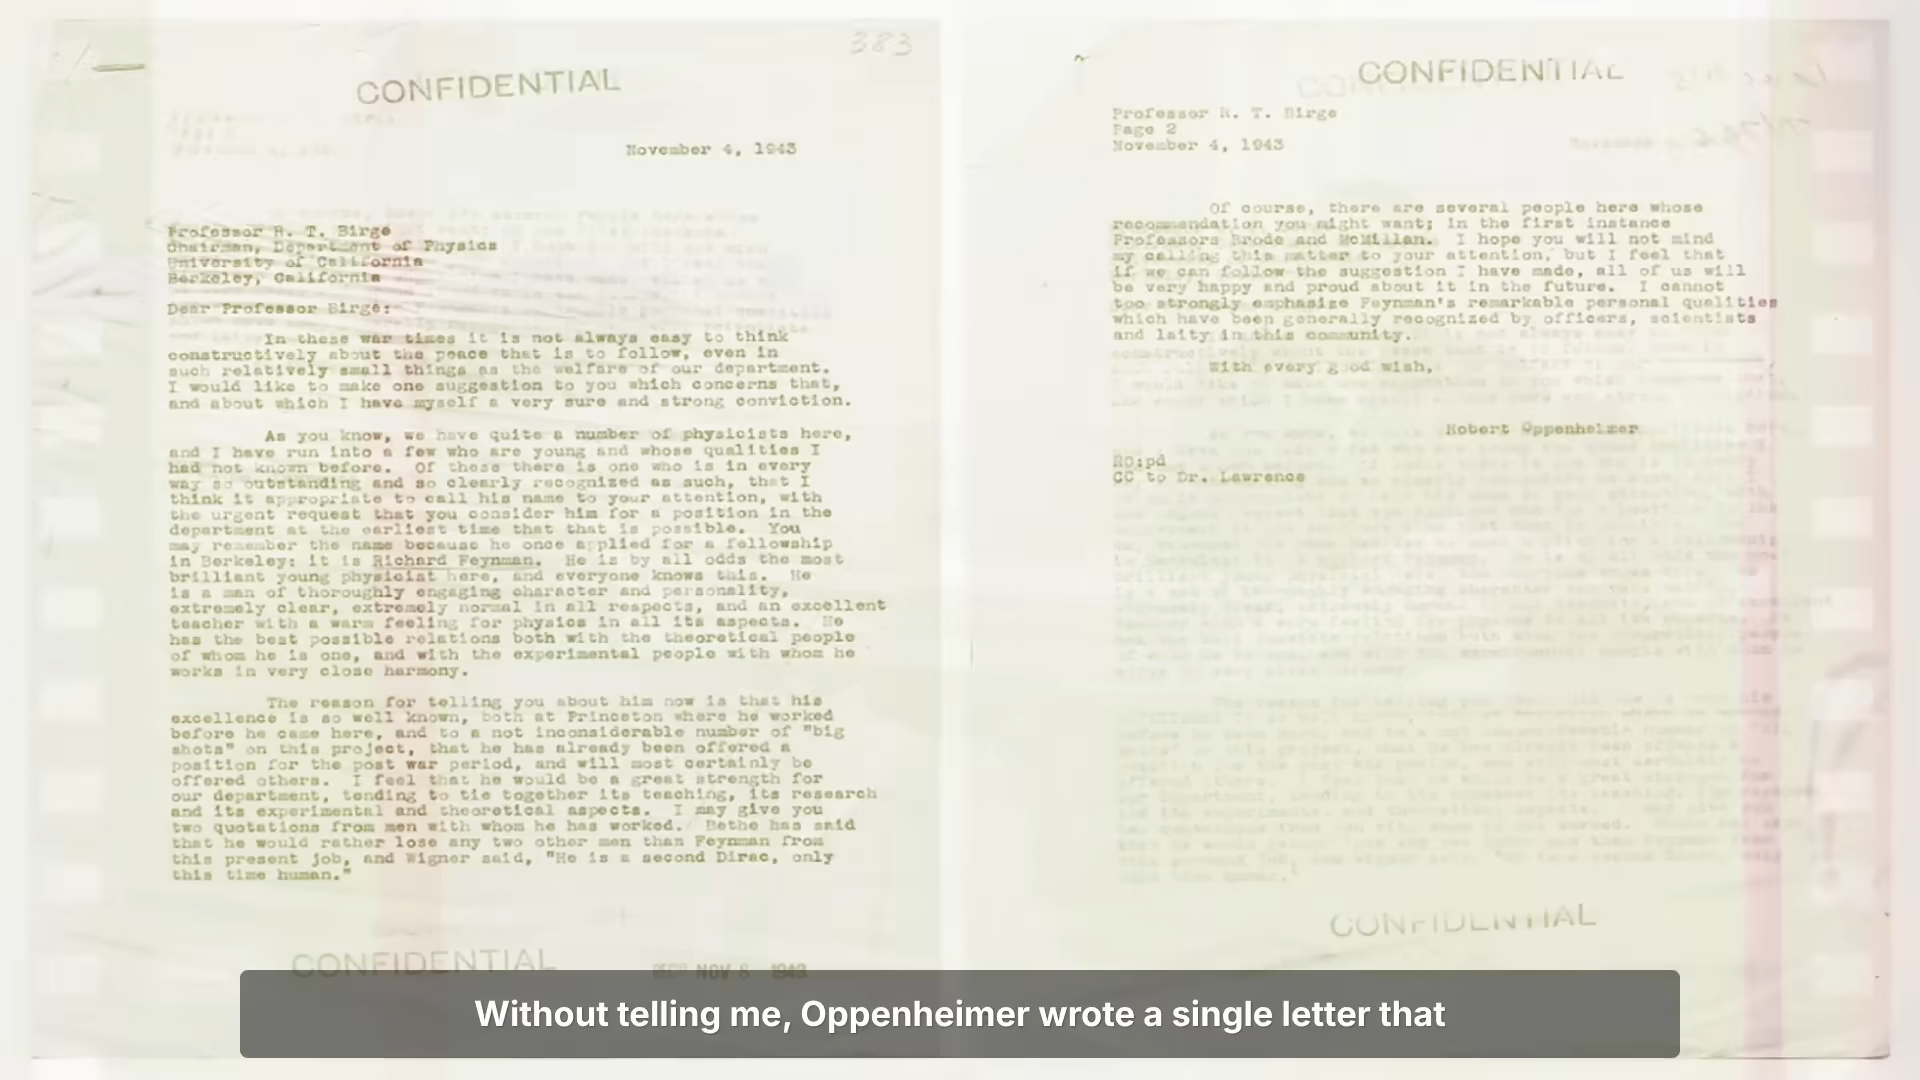 383
CONFIDENTIAL
November 4, 1943
Professor R. T. Birge
Chairman, Department of Physics
University of California
Berkeley, California
Dear Professor Birge:
In these war times it is not always easy to think
constructively about the peace that is to follow, even in
such relatively small things as the welfare of our department.
I would like to make one suggestion to you which concerns that,
and about which I have myself a very sure and strong conviction.
As you know, we have quite a number of physicists here,
and I have run into a few who are young and whose qualities I
had not known before. Of these there is one who is in every
way so outstanding and so clearly recognized as such, that I
think it appropriate to call his name to your attention, with
the urgent request that you consider him for a position in the
department at the earliest time that that is possible. You
may remember the name because he once applied for a fellowship
in Berkeley: it is Richard Feynman. He is by all odds the most
brilliant young physicist here, and everyone knows this. He
is a man of thoroughly engaging character and personality,
extremely clear, extremely normal in all respects, and an excellent
teacher with a warm feeling for physics in all its aspects. He
has the best possible relations both with the theoretical people
of whom he is one, and with the experimental people with whom he
works in very close harmony.
The reason for telling you about him now is that his
excellence is so well known, both at Princeton where he worked
before he came here, and to a not inconsiderable number of "big
shots" on this project, that he has already been offered a
position for the post war period, and will most certainly be
offered others. I feel that he would be a great strength for
our department, tending to tie together its teaching, its research
and its experimental and theoretical aspects. I may give you
two quotations from men with whom he has worked. Bethe has said
that he would rather lose any two other men than Feynman from
this present job, and Wigner said, "He is a second Dirac, only
this time human."
CONFIDENTIAL
NOV 8 1943
CONFIDENTIAL
Professor R. T. Birge
Page 2
November 4, 1943
Of course, there are several people here whose
recommendation you might want; in the first instance
Professors Brode and McMillan. I hope you will not mind
my calling this matter to your attention, but I feel that
if we can follow the suggestion I have made, all of us will
be very happy and proud about it in the future. I cannot
too strongly emphasize Feynman's remarkable personal qualities
which have been generally recognized by officers, scientists
and laity in this community.
With every good wish,
Robert Oppenheimer
RO:pd
CC to Dr. Lawrence
CONFIDENTIAL
Without telling me, Oppenheimer wrote a single letter that